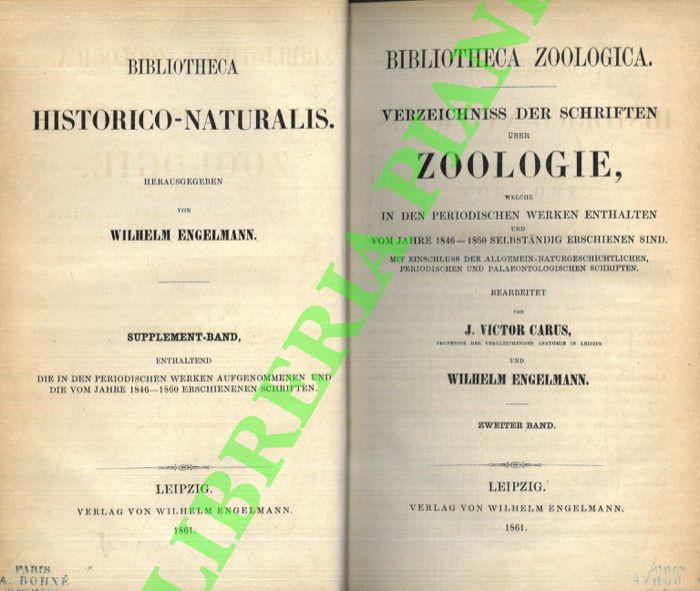 BIBLIOTHECA
HISTORICO-NATURALIS.
HERAUSGEGEBEN
VON
WILHELM ENGELMANN.
SUPPLEMENT-BAND,
ENTHALTEND
DIE IN DEN PERIODISCHEN WERKEN AUFGENOMMENEN UND
DIE VOM JAHRE 1846—1860 ERSCHIENENEN SCHRIFTEN.
LEIPZIG.
VERLAG VON WILHELM ENGELMANN.
1861.
PARIS
A. BOHNÉ
BIBLIOTHECA ZOOLOGICA.
VERZEICHNISS DER SCHRIFTEN
ÜBER
ZOOLOGIE,
WELCHE
IN DEN PERIODISCHEN WERKEN ENTHALTEN
UND
VOM JAHRE 1846—1860 SELBSTÄNDIG ERSCHIENEN SIND.
MIT EINSCHLUSS DER ALLGEMEIN-NATURGESCHICHTLICHEN,
PERIODISCHEN UND PALAEONTOLOGISCHEN SCHRIFTEN.
BEARBEITET
VON
J. VICTOR CARUS,
PROFESSOR DER VERGLEICHENDEN ANATOMIE IN LEIPZIG
UND
WILHELM ENGELMANN.
ZWEITER BAND.
LEIPZIG.
VERLAG VON WILHELM ENGELMANN.
1861.
LIBRERIA PIANI